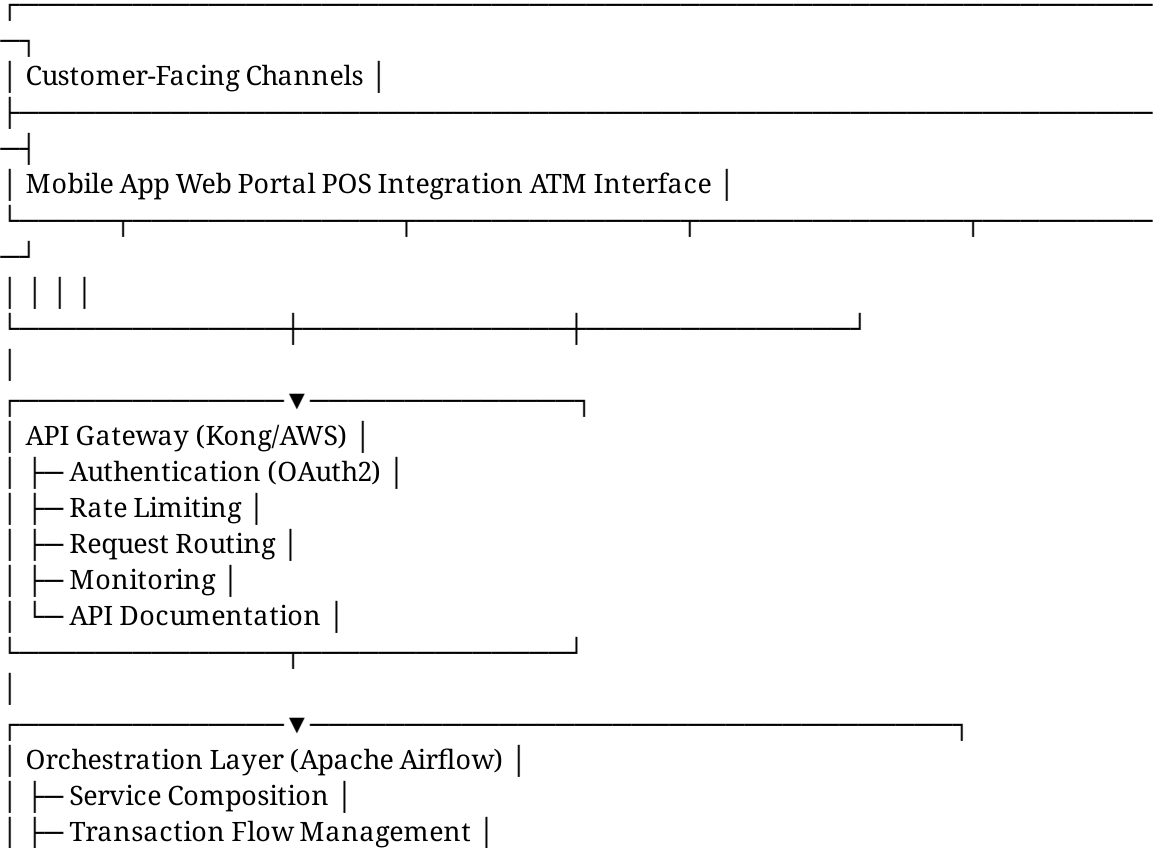 ┌─────────────────────────────────────────────────────────────────────────
─┐
│ Customer-Facing Channels │
├─────────────────────────────────────────────────────────────────────────
─┤
│ Mobile App Web Portal POS Integration ATM Interface │
└──────┬─────────────────┬─────────────────┬─────────────────┬───────────
─┘
│ │ │ │
└─────────────────┼─────────────────┼─────────────────┘
│
┌─────────────────▼─────────────────┐
│ API Gateway (Kong/AWS) │
│ ├─ Authentication (OAuth2) │
│ ├─ Rate Limiting │
│ ├─ Request Routing │
│ ├─ Monitoring │
│ └─ API Documentation │
└─────────────────┬─────────────────┘
│
┌─────────────────▼─────────────────────────────────────────┐
│ Orchestration Layer (Apache Airflow) │
│ ├─ Service Composition │
│ ├─ Transaction Flow Management │